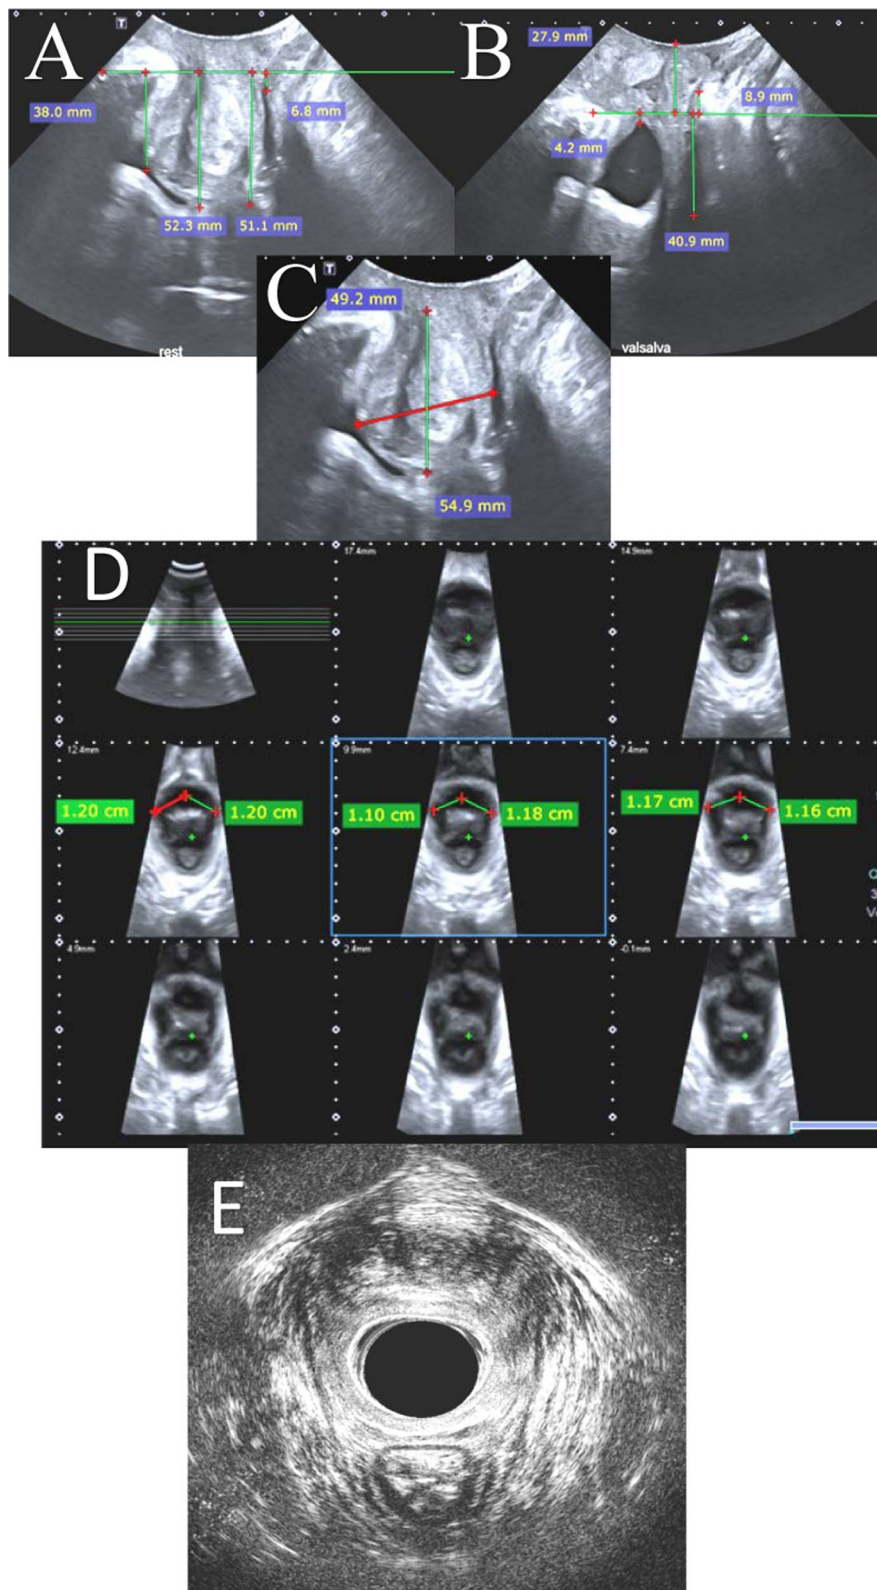 A
T
38.0 mm
6.8 mm
52.3 mm
51.1 mm
rest
B
27.9 mm
8.9 mm
4.2 mm
40.9 mm
valsalva
C
T
49.2 mm
54.9 mm
D
17.4mm
14.9mm
12.4mm
1.20 cm
1.20 cm
9.9mm
1.10 cm
1.18 cm
7.4mm
1.17 cm
1.16 cm
4.9mm
2.4mm
-0.1mm
E